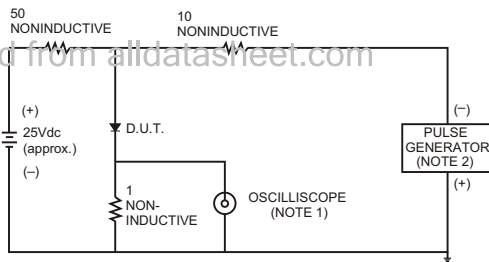 50
NONINDUCTIVE
10
NONINDUCTIVE
d from alldatasheet.com
(+)
25Vdc
(approx.)
(–)
D.U.T.
1
NON-
INDUCTIVE
OSCILLISCOPE
(NOTE 1)
(–)
PULSE
GENERATOR
(NOTE 2)
(+)